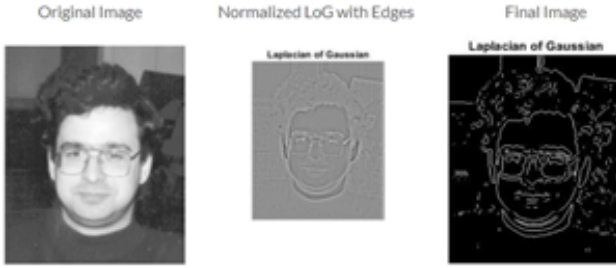 Original Image
Normalized LoG with Edges
Final Image
Laplacian of Gaussian
Laplacian of Gaussian